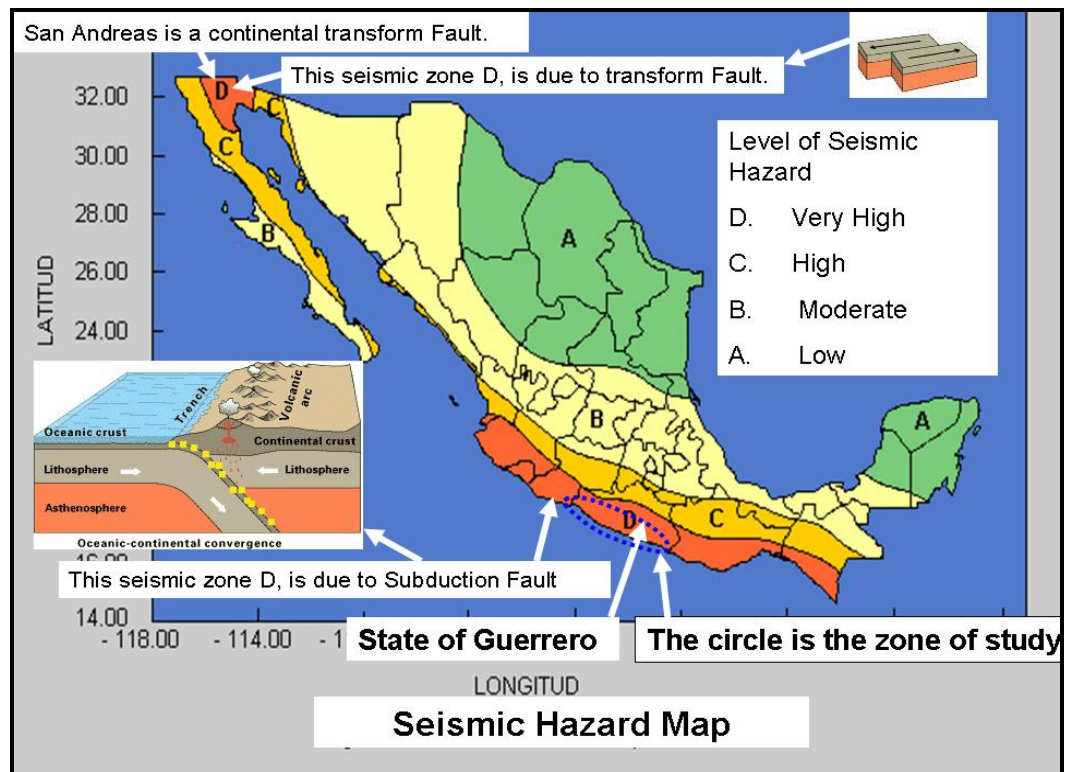 San Andreas is a continental transform Fault.
This seismic zone D, is due to transform Fault.
32.00
30.00
28.00
26.00
24.00
14.00
LATITUD
D
C
C
B
A
B
A
D
C
Level of Seismic
Hazard
D. Very High
C. High
B. Moderate
A. Low
Trench
Volcanic
arc
Oceanic crust
Continental crust
Lithosphere
Lithosphere
Asthenosphere
Oceanic-continental convergence
This seismic zone D, is due to Subduction Fault
- 118.00
- 114.00
State of Guerrero
The circle is the zone of study
LONGITUD
Seismic Hazard Map